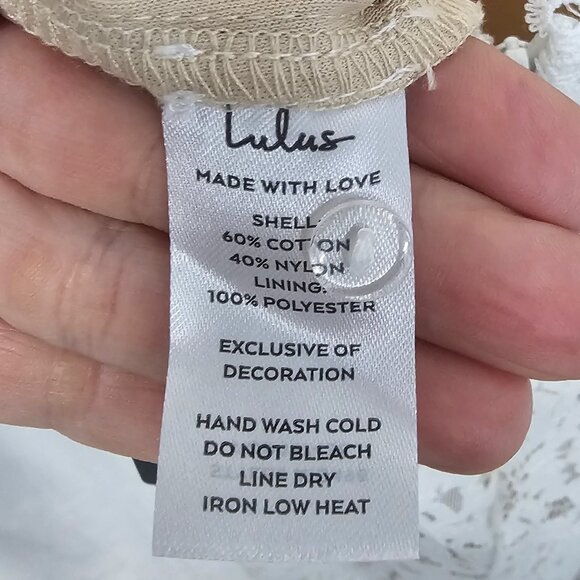 Lulus
MADE WITH LOVE
SHELL:
60% COTTON
40% NYLON
LINING:
100% POLYESTER
EXCLUSIVE OF
DECORATION
HAND WASH COLD
DO NOT BLEACH
LINE DRY
IRON LOW HEAT